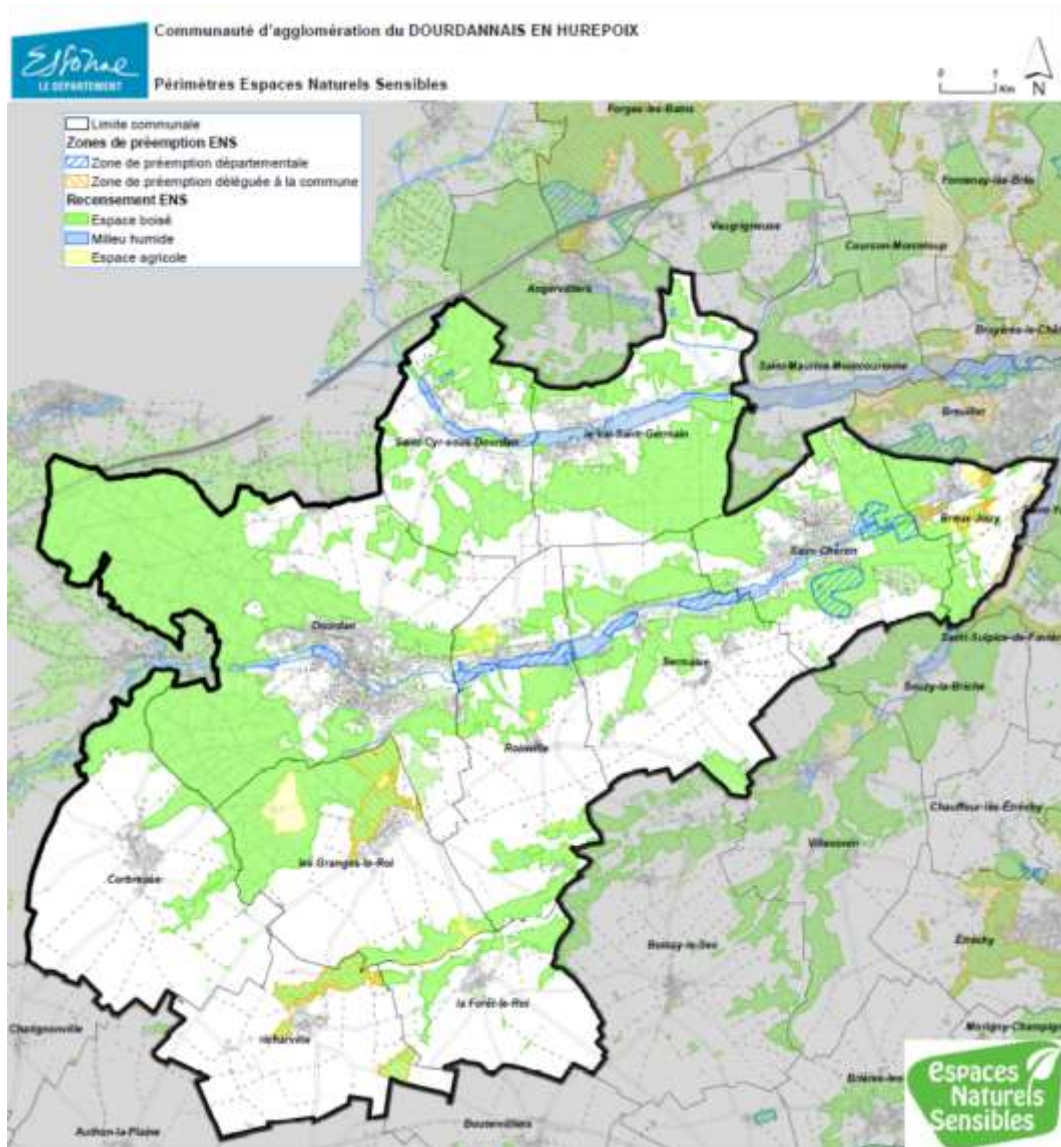 Essonne
LE DÉPARTEMENT
Communauté d'agglomération du DOURDANNAIS EN HUREPOIX
Périmètres Espaces Naturels Sensibles
0 1 Km
N
Limite communale
Zones de préemption ENS
Zone de préemption départementale
Zone de préemption déléguée à la commune
Recensement ENS
Espace boisé
Milieu humide
Espace agricole
Forges-les-Bains
Fontenay-lès-Briis
Vaugrigneuse
Courson-Monteloup
Angervilliers
Saint-Maurice-Montcouronne
Breuillet
Saint-Cyr-sous-Dourdan
le Val-Saint-Germain
Breux-Jouy
Saint-Chéron
Dourdan
Sermaise
Souzy-la-Briche
Roinville
Chauffour-lès-Étréchy
Villeconin
les Granges-le-Roi
Corbreuse
Étréchy
Boissy-le-Sec
la Forêt-le-Roi
Chatignonville
Richarville
Authon-la-Plaine
Boutervilliers
espaces
Naturels
Sensibles